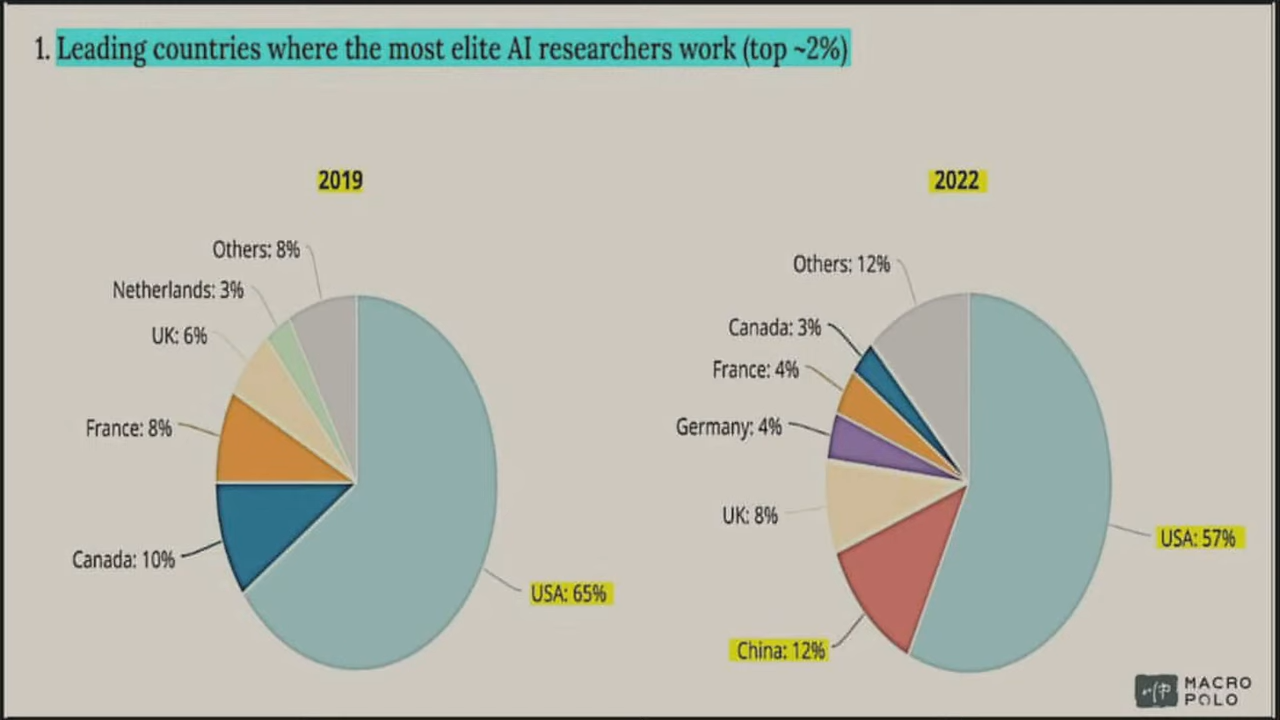 1. Leading countries where the most elite AI researchers work (top ~2%)
2019
Others: 8%
Netherlands: 3%
UK: 6%
France: 8%
Canada: 10%
USA: 65%
2022
Others: 12%
Canada: 3%
France: 4%
Germany: 4%
UK: 8%
USA: 57%
China: 12%
MACRO
POLO